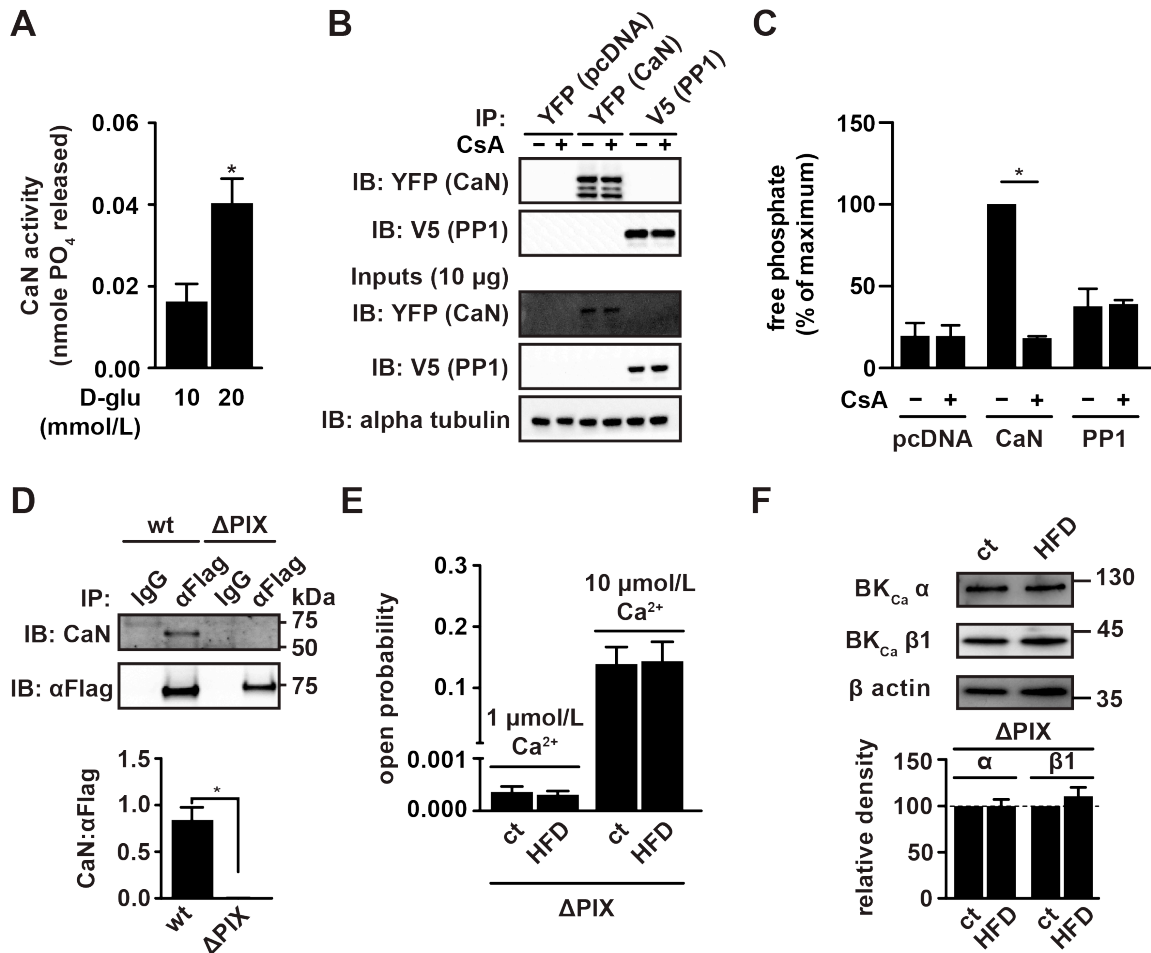 A
CaN activity
(nmole PO4 released)
0.06
0.04
0.02
0.00
*
D-glu 10 20
(mmol/L)
B
IP: YFP (pcDNA) YFP (CaN) V5 (PP1)
CsA – + – + – +
IB: YFP (CaN)
IB: V5 (PP1)
Inputs (10 µg)
IB: YFP (CaN)
IB: V5 (PP1)
IB: alpha tubulin
C
free phosphate
(% of maximum)
150
100
50
0
*
CsA – + – + – +
pcDNA CaN PP1
D
wt ΔPIX
IP: IgG αFlag IgG αFlag kDa
IB: CaN 75
50
IB: αFlag 75
CaN:αFlag
1.5
1.0
0.5
0.0
*
wt ΔPIX
E
open probability
0.3
0.2
0.1
0.001
0.000
1 µmol/L
Ca2+
10 µmol/L
Ca2+
ct HFD ct HFD
ΔPIX
F
ct HFD
BKCa α 130
BKCa β1 45
β actin 35
ΔPIX
α β1
relative density
150
100
50
0
ct HFD ct HFD